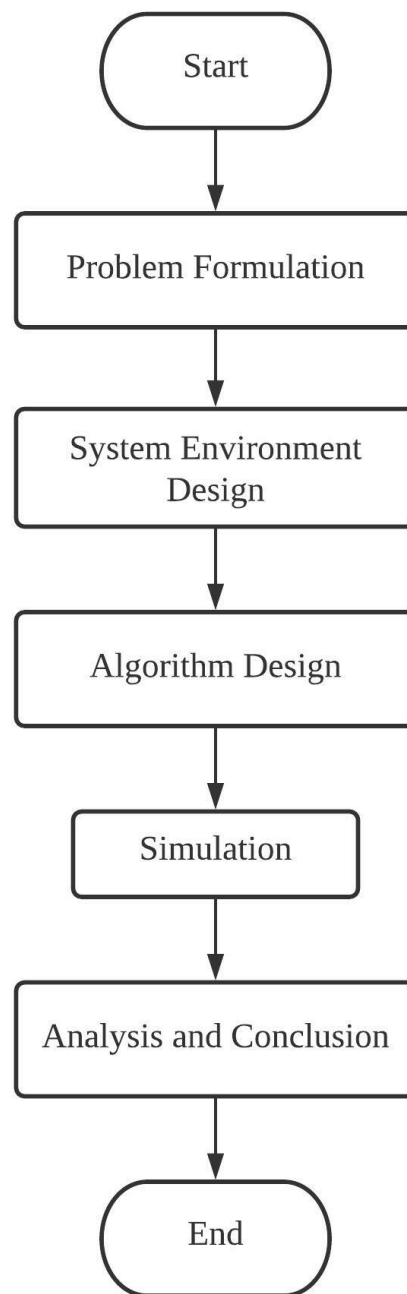 Start
Problem Formulation
System Environment
Design
Algorithm Design
Simulation
Analysis and Conclusion
End